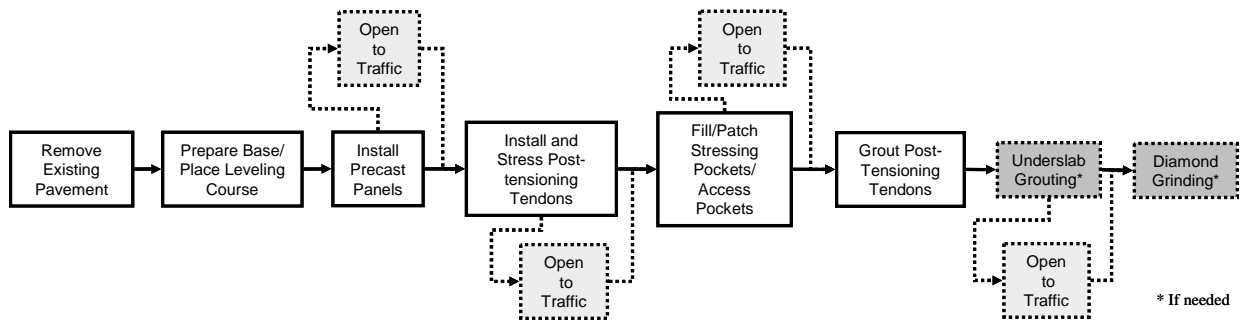 Remove
Existing
Pavement
Prepare Base/
Place Leveling
Course
Install
Precast
Panels
Open
to
Traffic
Install and
Stress Post-
tensioning
Tendons
Open
to
Traffic
Fill/Patch
Stressing
Pockets/
Access
Pockets
Open
to
Traffic
Grout Post-
Tensioning
Tendons
Underslab
Grouting*
Open
to
Traffic
Diamond
Grinding*
* If needed